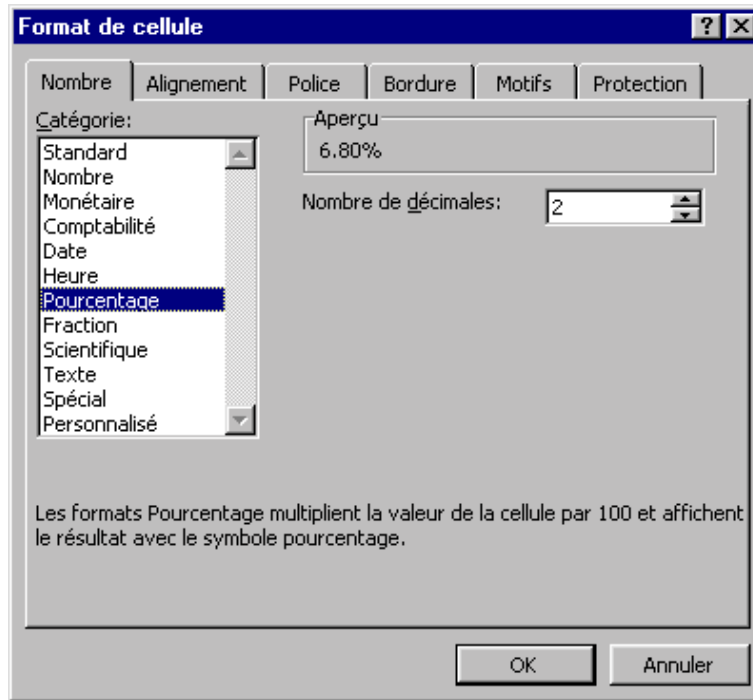 Format de cellule
Nombre Alignement Police Bordure Motifs Protection
Catégorie:
Standard
Nombre
Monétaire
Comptabilité
Date
Heure
Pourcentage
Fraction
Scientifique
Texte
Spécial
Personnalisé
Aperçu
6.80%
Nombre de décimales: 2
Les formats Pourcentage multiplient la valeur de la cellule par 100 et affichent
le résultat avec le symbole pourcentage.
OK Annuler